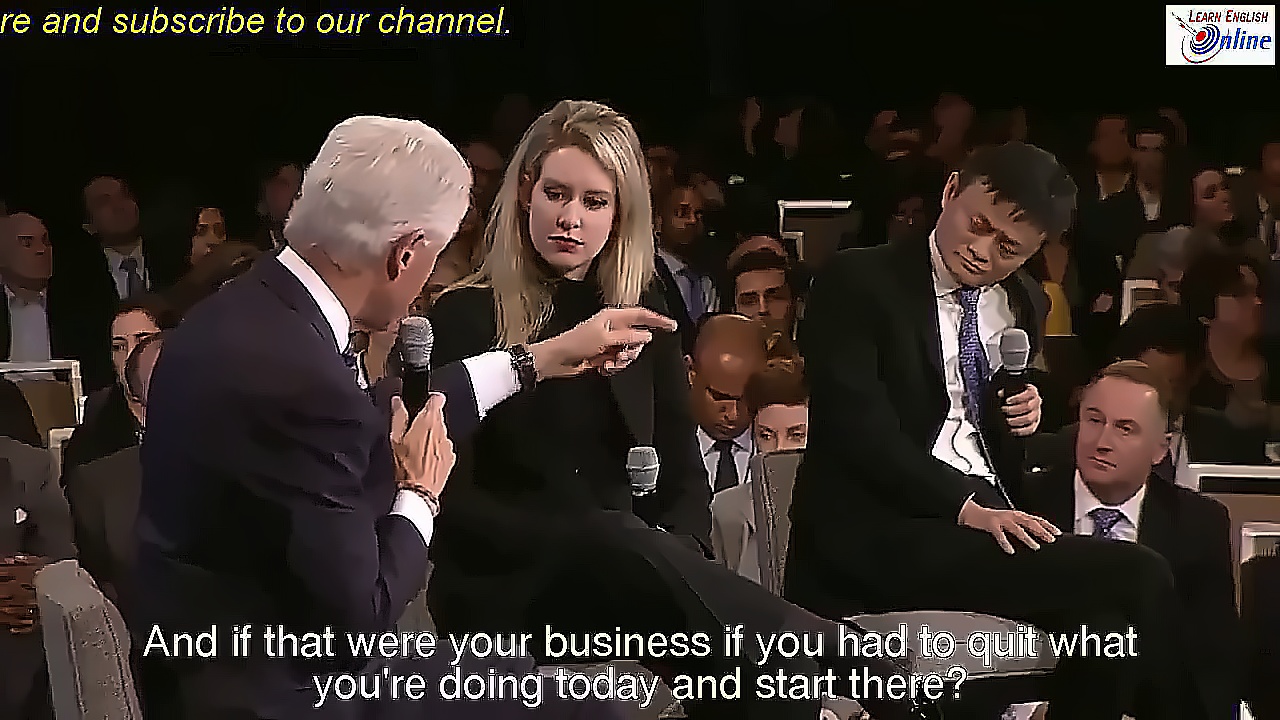 re and subscribe to our channel.
LEARN ENGLISH
Online
And if that were your business if you had to quit what
you're doing today and start there?